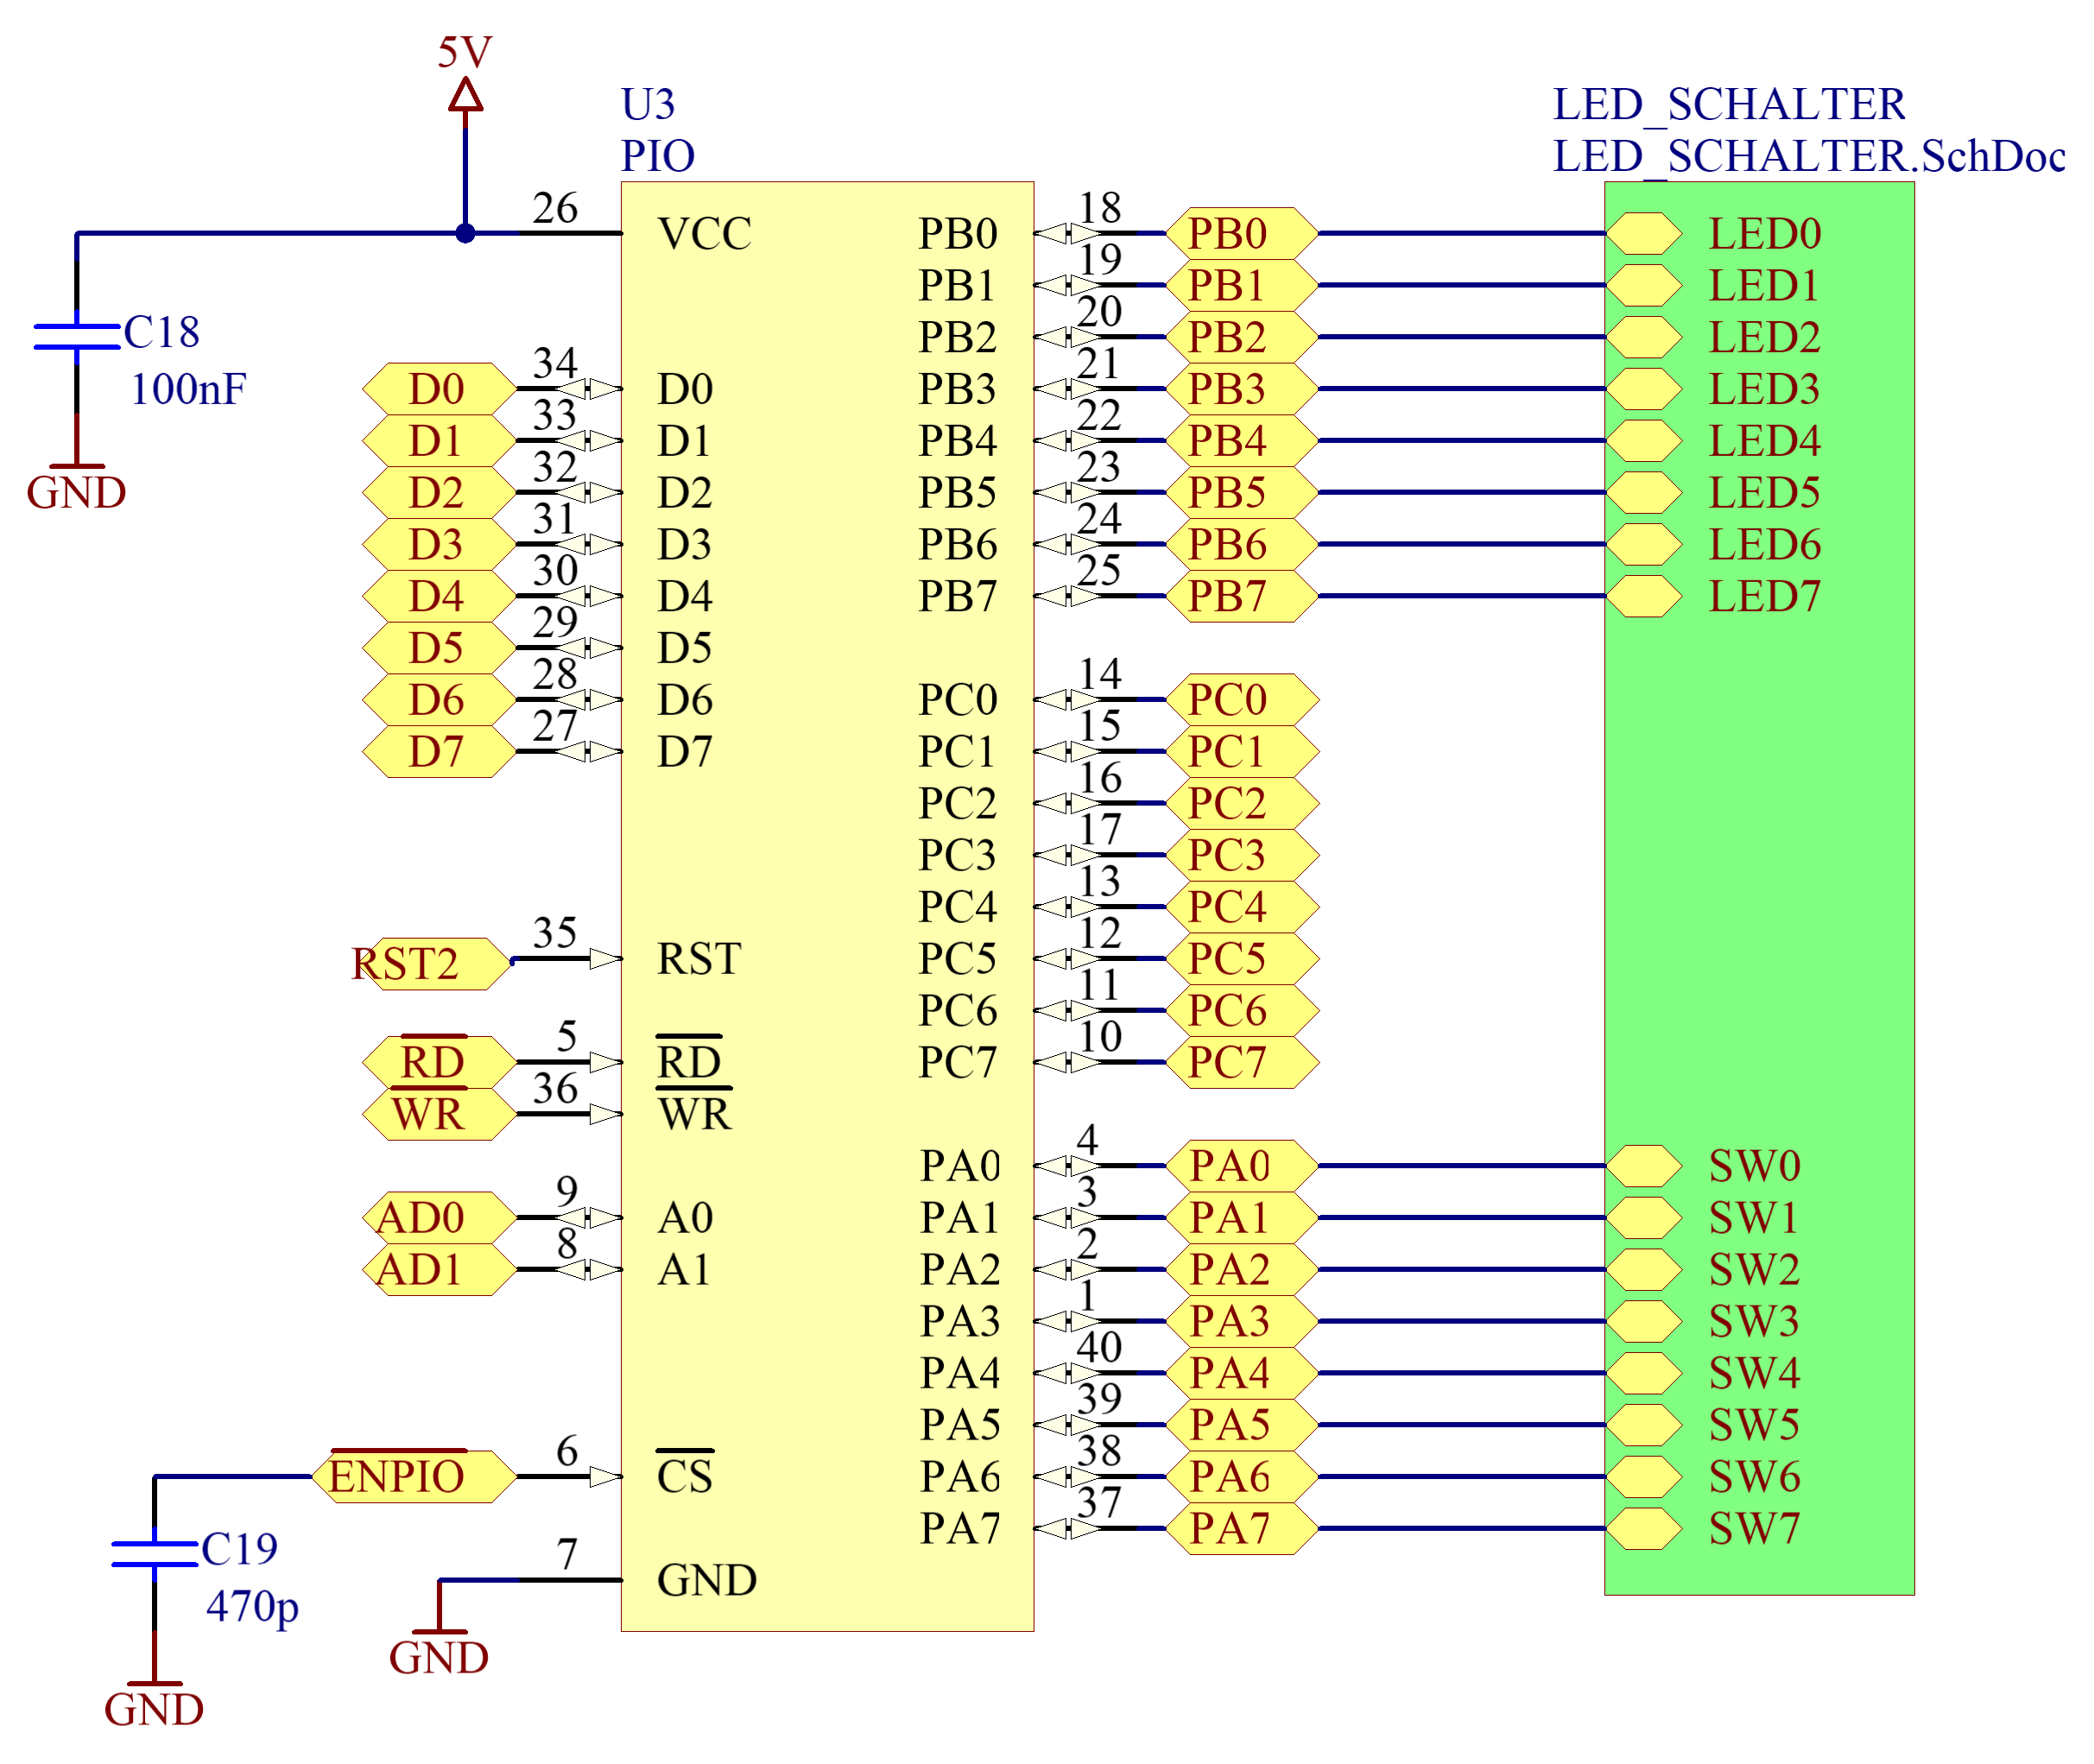 5V
U3
PIO
LED_SCHALTER
LED_SCHALTER.SchDoc
26 VCC
C18
100nF
GND
D0 34 D0
D1 33 D1
D2 32 D2
D3 31 D3
D4 30 D4
D5 29 D5
D6 28 D6
D7 27 D7
RST2 35 RST
RD 5 RD
WR 36 WR
AD0 9 A0
AD1 8 A1
ENPIO 6 CS
C19
470p
GND
7 GND
GND
PB0 18 PB0 LED0
PB1 19 PB1 LED1
PB2 20 PB2 LED2
PB3 21 PB3 LED3
PB4 22 PB4 LED4
PB5 23 PB5 LED5
PB6 24 PB6 LED6
PB7 25 PB7 LED7
PC0 14 PC0
PC1 15 PC1
PC2 16 PC2
PC3 17 PC3
PC4 13 PC4
PC5 12 PC5
PC6 11 PC6
PC7 10 PC7
PA0 4 PA0 SW0
PA1 3 PA1 SW1
PA2 2 PA2 SW2
PA3 1 PA3 SW3
PA4 40 PA4 SW4
PA5 39 PA5 SW5
PA6 38 PA6 SW6
PA7 37 PA7 SW7